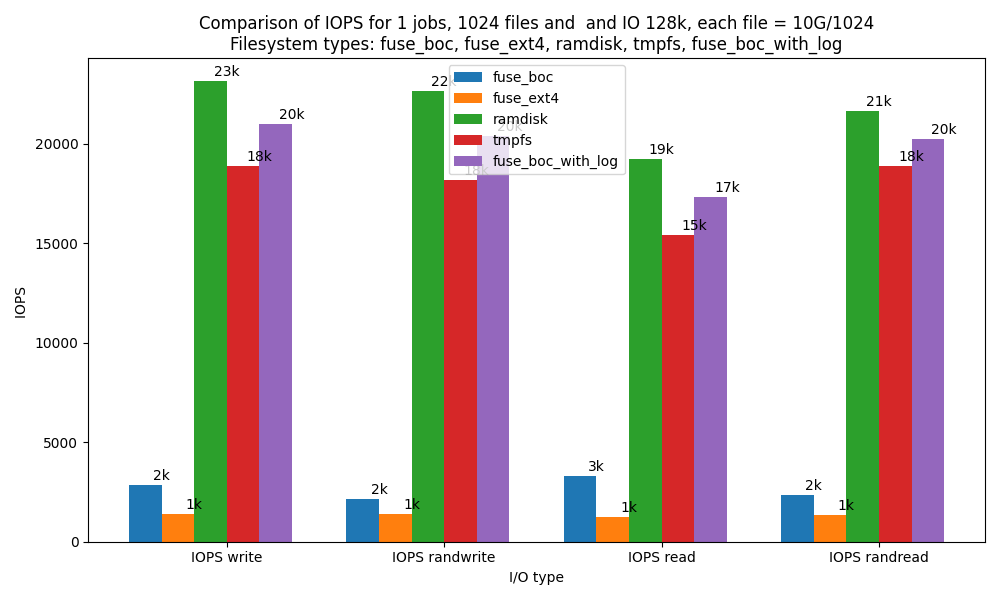 Comparison of IOPS for 1 jobs, 1024 files and  and IO 128k, each file = 10G/1024
Filesystem types: fuse_boc, fuse_ext4, ramdisk, tmpfs, fuse_boc_with_log
fuse_boc
fuse_ext4
ramdisk
tmpfs
fuse_boc_with_log
IOPS
20000
15000
10000
5000
0
2k
1k
23k
18k
20k
2k
1k
22k
18k
20k
3k
1k
19k
15k
17k
2k
1k
21k
18k
20k
IOPS write
IOPS randwrite
IOPS read
IOPS randread
I/O type